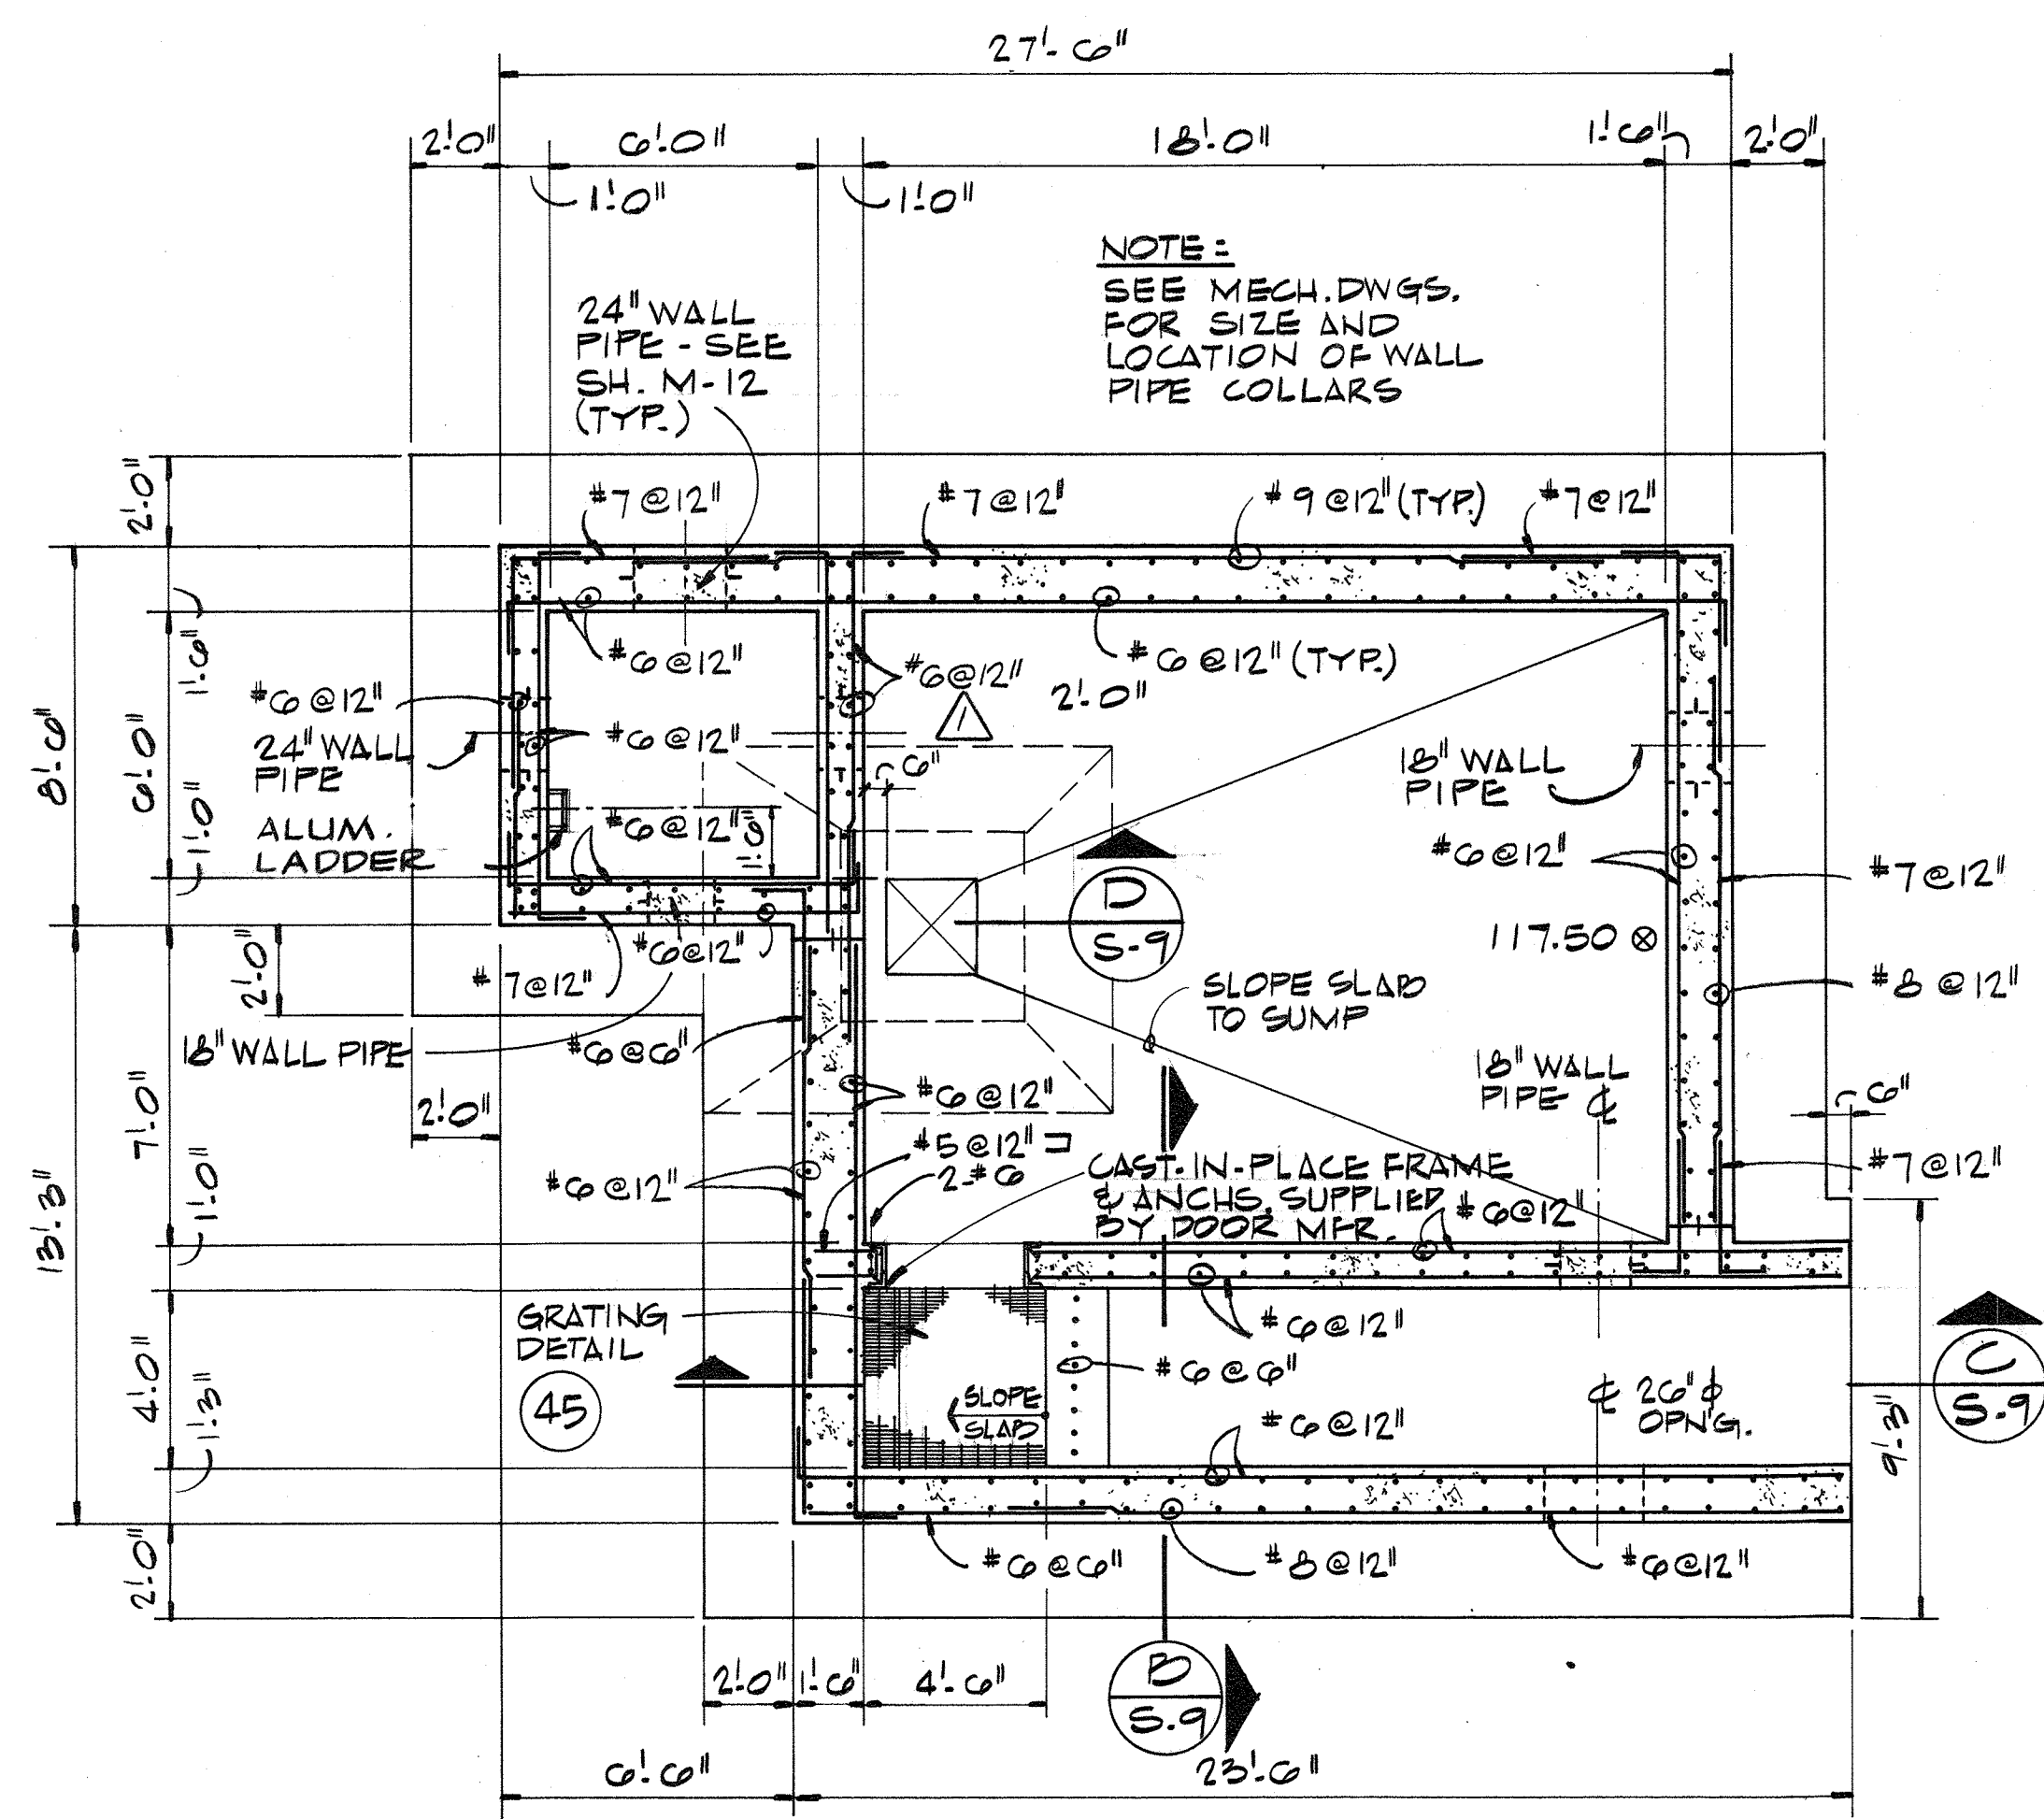 27'-6"
2'-0"
6'-0"
18'-0"
1'-6"
2'-0"
1'-0"
1'-0"
NOTE:
SEE MECH. DWGS.
FOR SIZE AND
LOCATION OF WALL
PIPE COLLARS
24" WALL
PIPE - SEE
SH. M-12
(TYP.)
2'-0"
#7@12"
#7@12"
#9@12" (TYP.)
#7@12"
1'-6"
#6@12"
#6@12"
#6@12" (TYP.)
2'-0"
1
#6@12"
24" WALL
PIPE
#6@12"
8'-6"
6'-0"
1'-0"
6"
18" WALL
PIPE
ALUM.
LADDER
#6@12"
1'-6"
#6@12"
#7@12"
D
S-9
117.50
#6@12"
#7@12"
2'-0"
#8@12"
SLOPE SLAB
TO SUMP
18" WALL PIPE
#6@6"
18" WALL
PIPE ℄
6"
2'-0"
7'-0"
#6@12"
#5@12"
2-#6
#6@12"
CAST-IN-PLACE FRAME
& ANCHS. SUPPLIED
BY DOOR MFR.
#6@12"
#7@12"
13'-3"
1'-0"
GRATING
DETAIL
45
#6@12"
#6@6"
SLOPE
SLAB
4'-0"
1'-3"
℄ 26"ϕ
OPN'G.
C
S-9
9'-3"
#6@12"
#6@6"
#8@12"
#6@12"
2'-0"
2'-0"
1'-6"
4'-6"
B
S-9
6'-6"
23'-6"